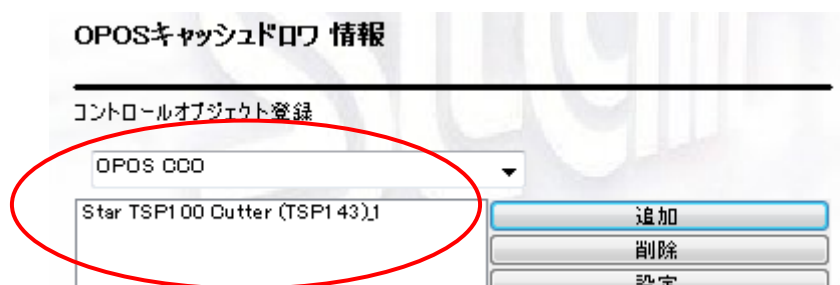 OPOSキャッシュドロワ 情報
コントロールオブジェクト登録
OPOS CCO
Star TSP100 Cutter (TSP143)_1
追加
削除
設定